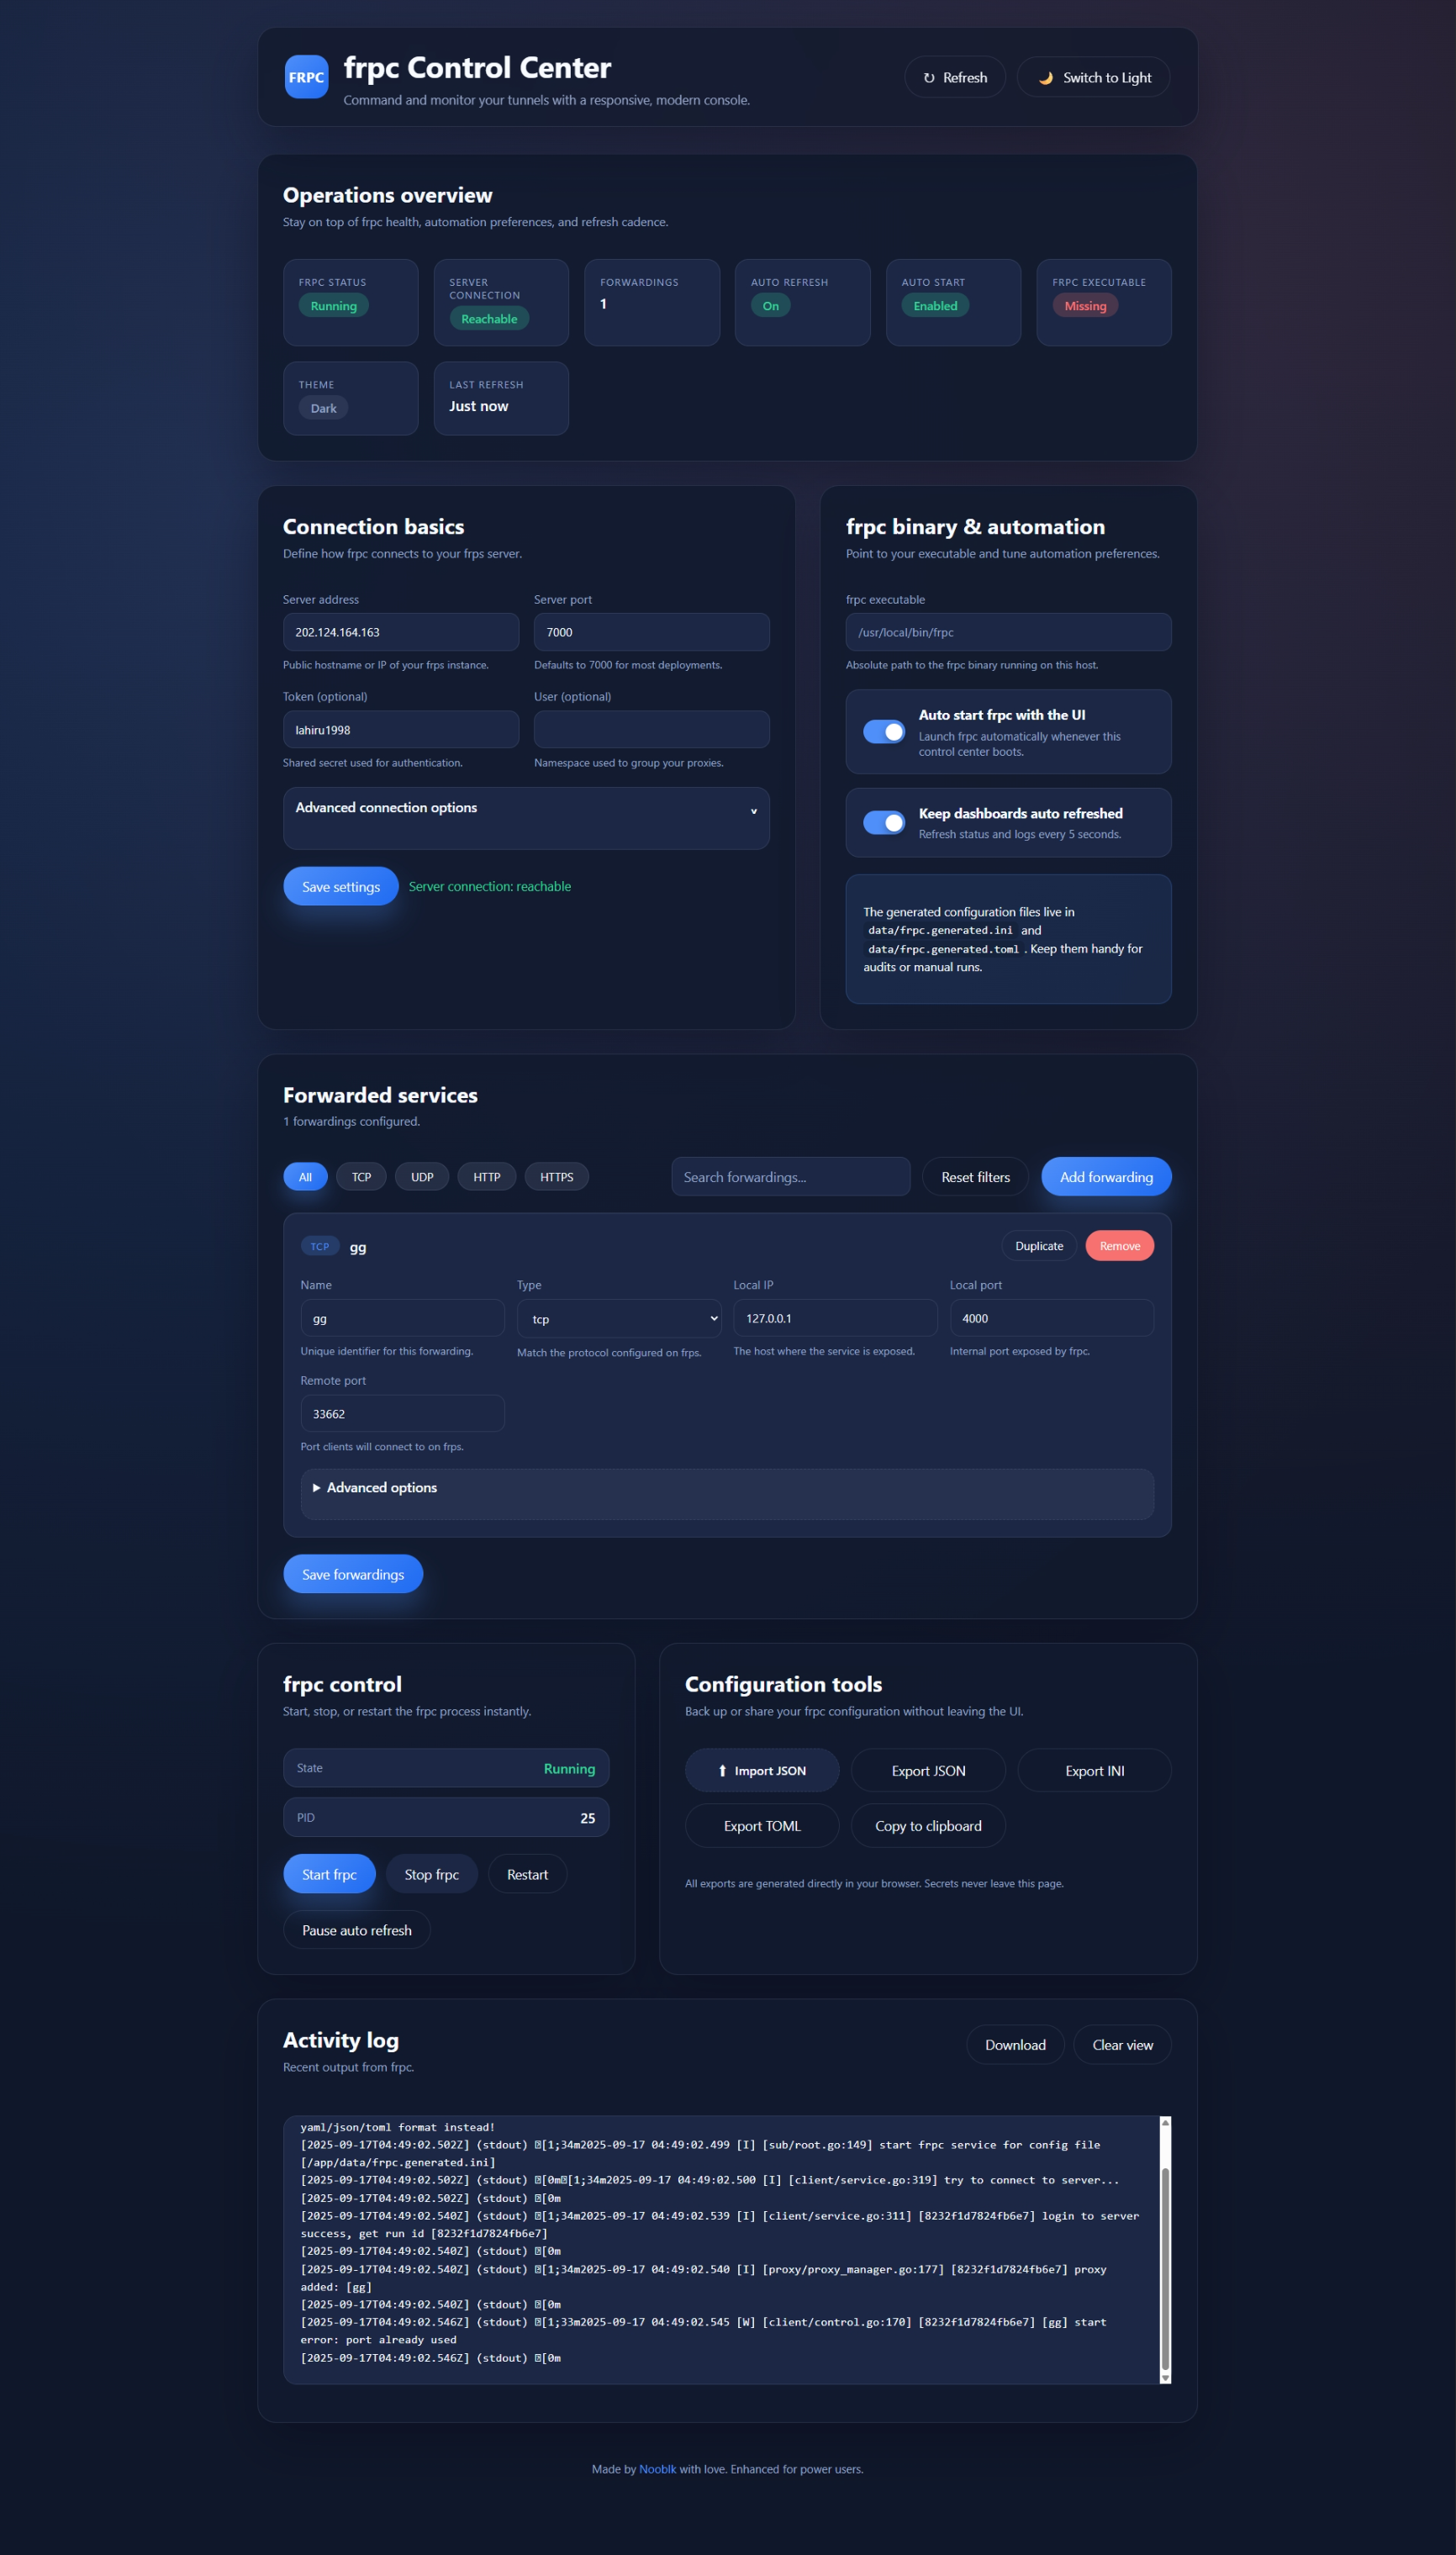 FRPC
frpc Control Center
Command and monitor your tunnels with a responsive, modern console.
↻ Refresh
🌙 Switch to Light
Operations overview
Stay on top of frpc health, automation preferences, and refresh cadence.
FRPC STATUS
Running
SERVER
CONNECTION
Reachable
FORWARDINGS
1
AUTO REFRESH
On
AUTO START
Enabled
FRPC EXECUTABLE
Missing
THEME
Dark
LAST REFRESH
Just now
Connection basics
Define how frpc connects to your frps server.
Server address
202.124.164.163
Public hostname or IP of your frps instance.
Server port
7000
Defaults to 7000 for most deployments.
Token (optional)
lahiru1998
Shared secret used for authentication.
User (optional)
Namespace used to group your proxies.
Advanced connection options
v
Save settings
Server connection: reachable
frpc binary & automation
Point to your executable and tune automation preferences.
frpc executable
/usr/local/bin/frpc
Absolute path to the frpc binary running on this host.
Auto start frpc with the UI
Launch frpc automatically whenever this
control center boots.
Keep dashboards auto refreshed
Refresh status and logs every 5 seconds.
The generated configuration files live in
data/frpc.generated.ini and
data/frpc.generated.toml . Keep them handy for
audits or manual runs.
Forwarded services
1 forwardings configured.
All
TCP
UDP
HTTP
HTTPS
Search forwardings...
Reset filters
Add forwarding
TCP gg
Duplicate
Remove
Name
gg
Unique identifier for this forwarding.
Type
tcp
Match the protocol configured on frps.
Local IP
127.0.0.1
The host where the service is exposed.
Local port
4000
Internal port exposed by frpc.
Remote port
33662
Port clients will connect to on frps.
▶ Advanced options
Save forwardings
frpc control
Start, stop, or restart the frpc process instantly.
State
Running
PID
25
Start frpc
Stop frpc
Restart
Pause auto refresh
Configuration tools
Back up or share your frpc configuration without leaving the UI.
⬆ Import JSON
Export JSON
Export INI
Export TOML
Copy to clipboard
All exports are generated directly in your browser. Secrets never leave this page.
Activity log
Recent output from frpc.
Download
Clear view
yaml/json/toml format instead!
[2025-09-17T04:49:02.502Z] (stdout) [1;34m2025-09-17 04:49:02.499 [I] [sub/root.go:149] start frpc service for config file
[/app/data/frpc.generated.ini]
[2025-09-17T04:49:02.502Z] (stdout) [0m[1;34m2025-09-17 04:49:02.500 [I] [client/service.go:319] try to connect to server...
[2025-09-17T04:49:02.502Z] (stdout) [0m
[2025-09-17T04:49:02.540Z] (stdout) [1;34m2025-09-17 04:49:02.539 [I] [client/service.go:311] [8232f1d7824fb6e7] login to server
success, get run id [8232f1d7824fb6e7]
[2025-09-17T04:49:02.540Z] (stdout) [0m
[2025-09-17T04:49:02.540Z] (stdout) [1;34m2025-09-17 04:49:02.540 [I] [proxy/proxy_manager.go:177] [8232f1d7824fb6e7] proxy
added: [gg]
[2025-09-17T04:49:02.540Z] (stdout) [0m
[2025-09-17T04:49:02.546Z] (stdout) [1;33m2025-09-17 04:49:02.545 [W] [client/control.go:170] [8232f1d7824fb6e7] [gg] start
error: port already used
[2025-09-17T04:49:02.546Z] (stdout) [0m
Made by Nooblk with love. Enhanced for power users.